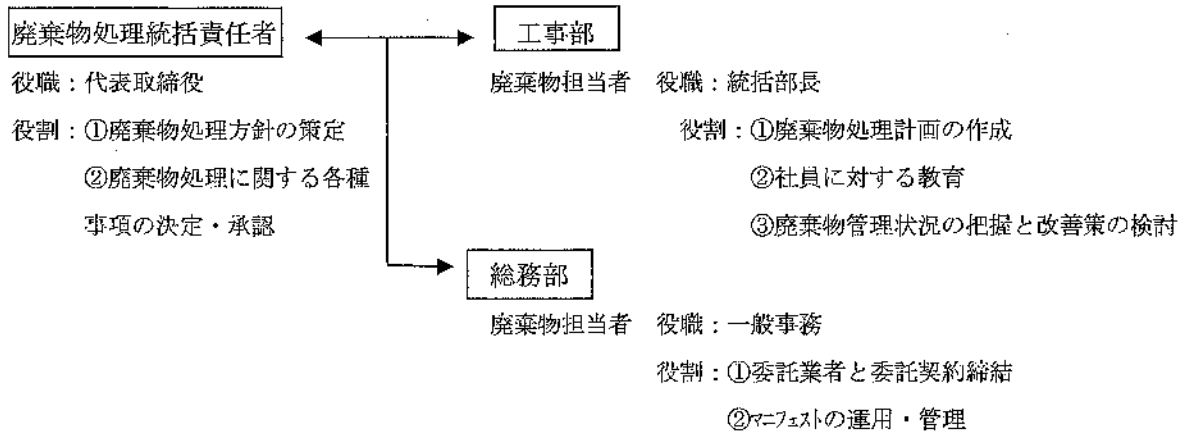 廃棄物処理統括責任者
工事部
役職：代表取締役
廃棄物担当者 役職：統括部長
役割：①廃棄物処理方針の策定
役割：①廃棄物処理計画の作成
②廃棄物処理に関する各種
②社員に対する教育
事項の決定・承認
③廃棄物管理状況の把握と改善策の検討
総務部
廃棄物担当者 役職：一般事務
役割：①委託業者と委託契約締結
②マニフェストの運用・管理